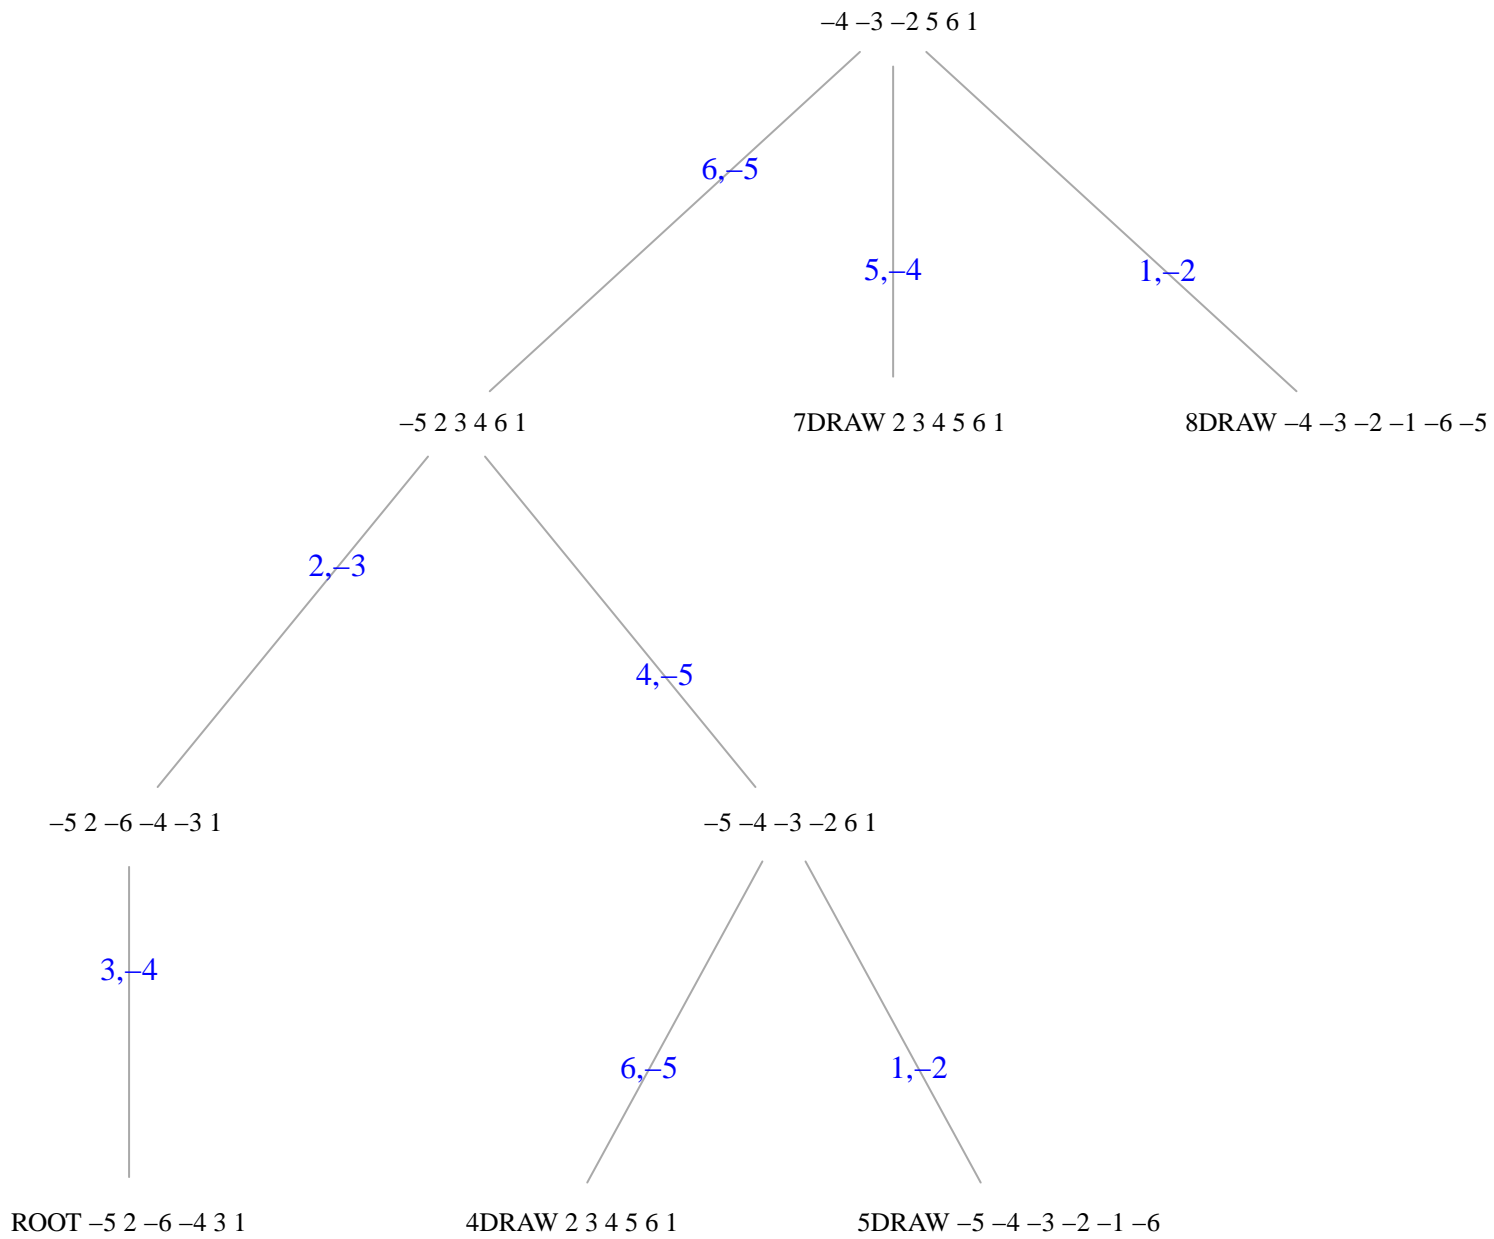 –4 –3 –2 5 6 1
6,–5
5,–4
1,–2
–5 2 3 4 6 1
7DRAW 2 3 4 5 6 1
8DRAW –4 –3 –2 –1 –6 –5
2,–3
4,–5
–5 2 –6 –4 –3 1
–5 –4 –3 –2 6 1
3,–4
6,–5
1,–2
ROOT –5 2 –6 –4 3 1
4DRAW 2 3 4 5 6 1
5DRAW –5 –4 –3 –2 –1 –6